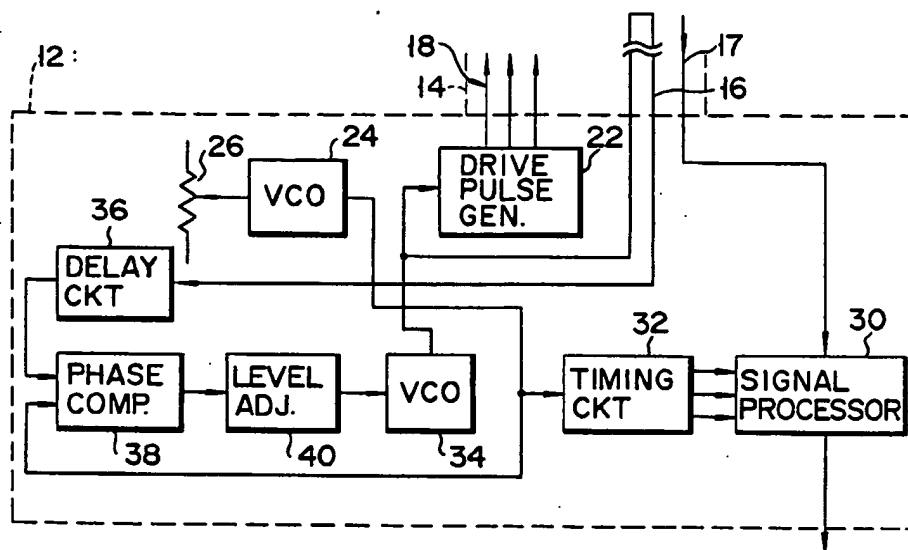 12
18
14
17
16
26
24
VCO
22
DRIVE
PULSE
GEN.
36
DELAY
CKT
32
30
PHASE
COMP.
LEVEL
ADJ.
VCO
TIMING
CKT
SIGNAL
PROCESSOR
38
40
34